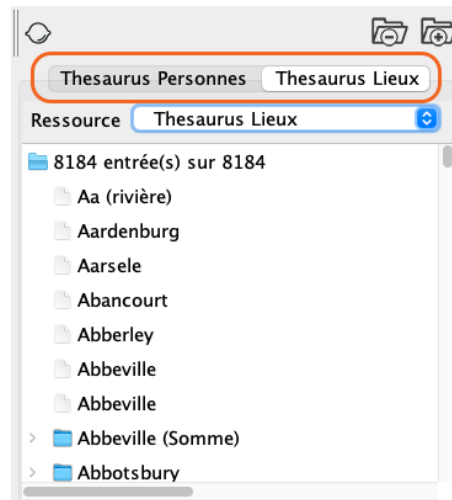 Thesaurus Personnes Thesaurus Lieux
Ressource Thesaurus Lieux
8184 entrée(s) sur 8184
Aa (rivière)
Aardenburg
Aarsele
Abancourt
Abberley
Abbeville
Abbeville
Abbeville (Somme)
Abbotsbury